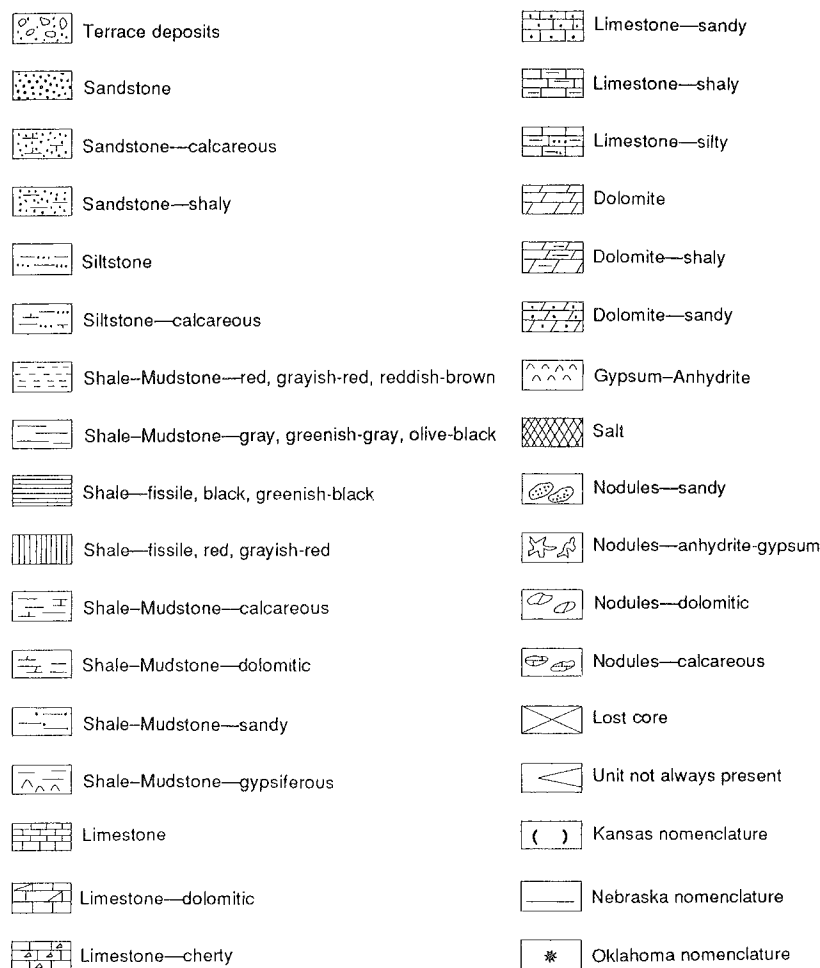 Terrace deposits
Sandstone
Sandstone—calcareous
Sandstone—shaly
Siltstone
Siltstone—calcareous
Shale–Mudstone—red, grayish-red, reddish-brown
Shale–Mudstone—gray, greenish-gray, olive-black
Shale—fissile, black, greenish-black
Shale—fissile, red, grayish-red
Shale–Mudstone—calcareous
Shale–Mudstone—dolomitic
Shale–Mudstone—sandy
Shale–Mudstone—gypsiferous
Limestone
Limestone—dolomitic
Limestone—cherty
Limestone—sandy
Limestone—shaly
Limestone—silty
Dolomite
Dolomite—shaly
Dolomite—sandy
Gypsum–Anhydrite
Salt
Nodules—sandy
Nodules—anhydrite-gypsum
Nodules—dolomitic
Nodules—calcareous
Lost core
Unit not always present
( ) Kansas nomenclature
Nebraska nomenclature
* Oklahoma nomenclature